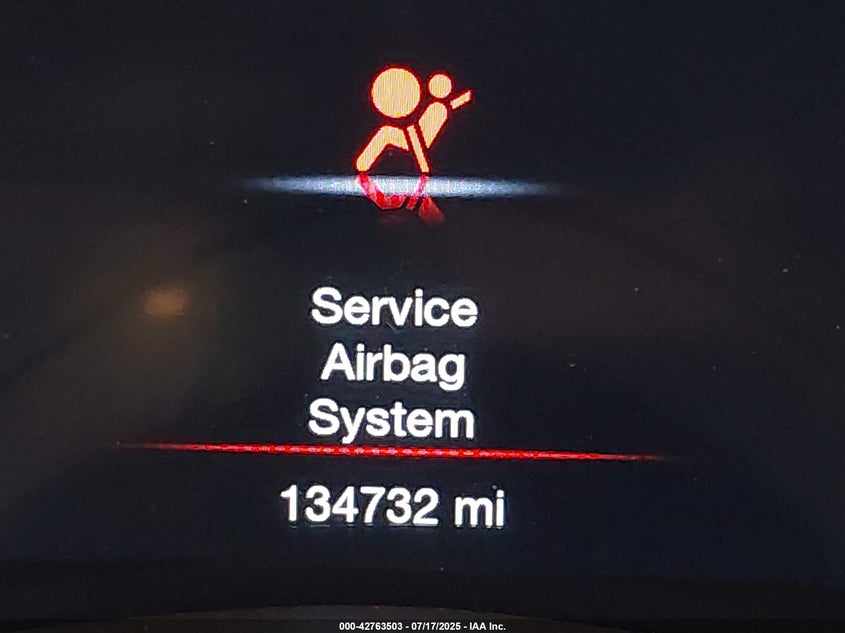 Service
Airbag
System
134732 mi
000-42763503 - 07/17/2025 - IAA Inc.